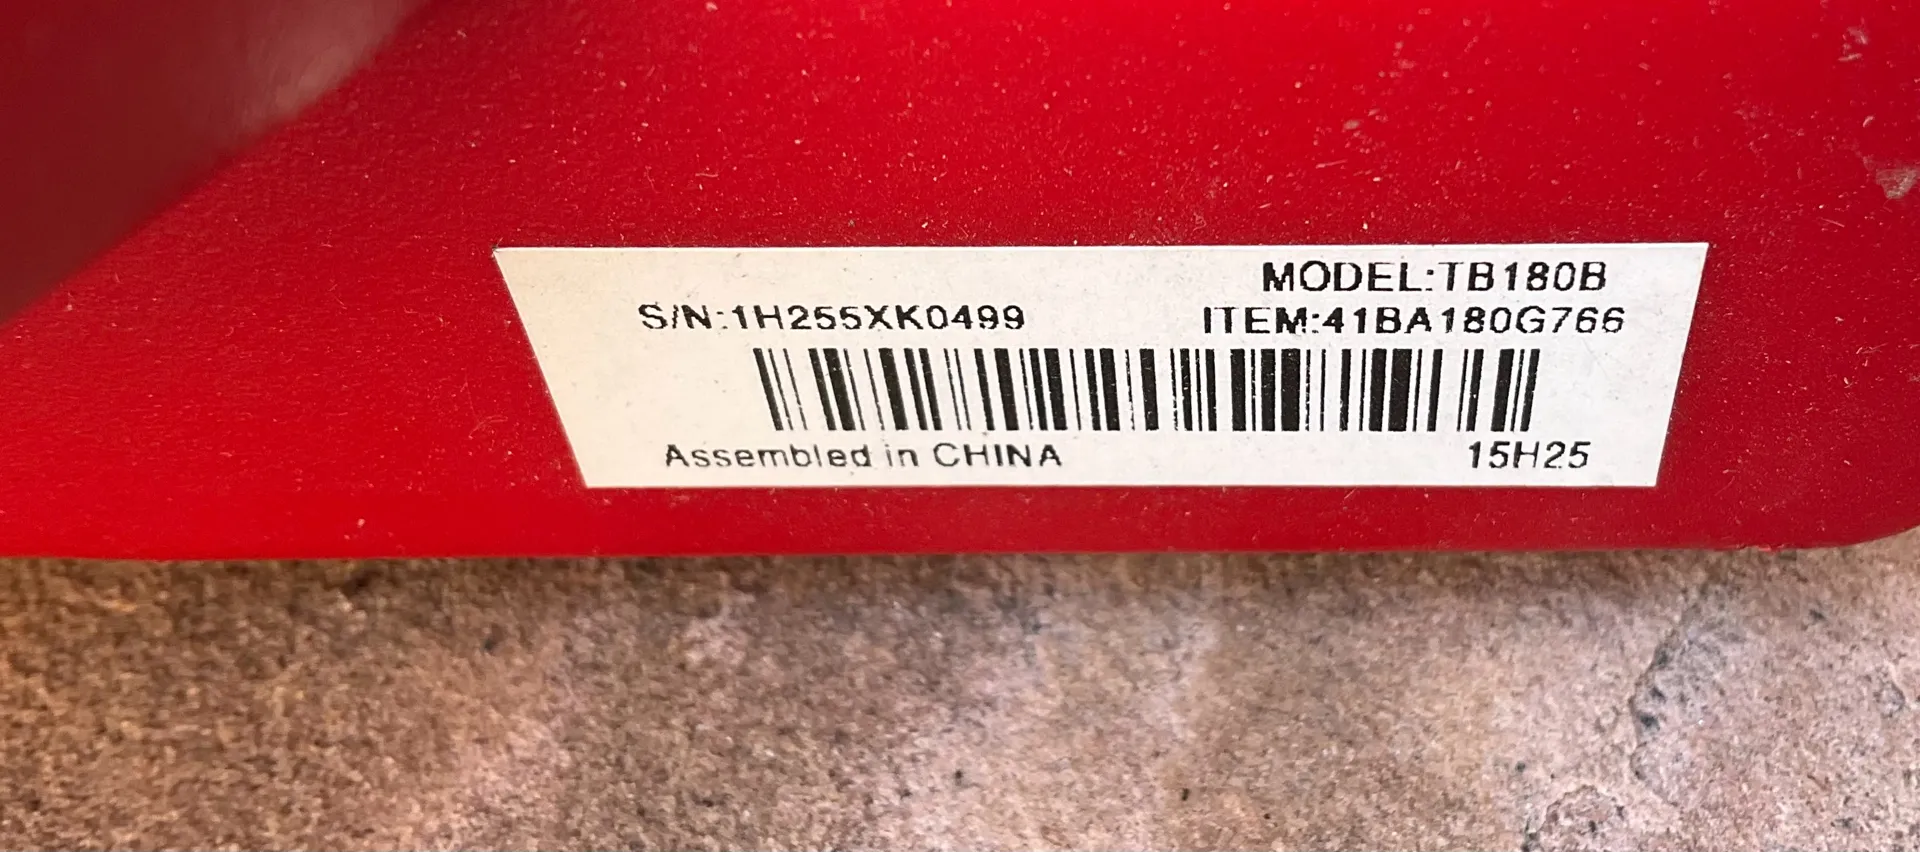 MODEL:TB180B
S/N:1H255XK0499
ITEM:41BA180G766
Assembled in CHINA
15H25